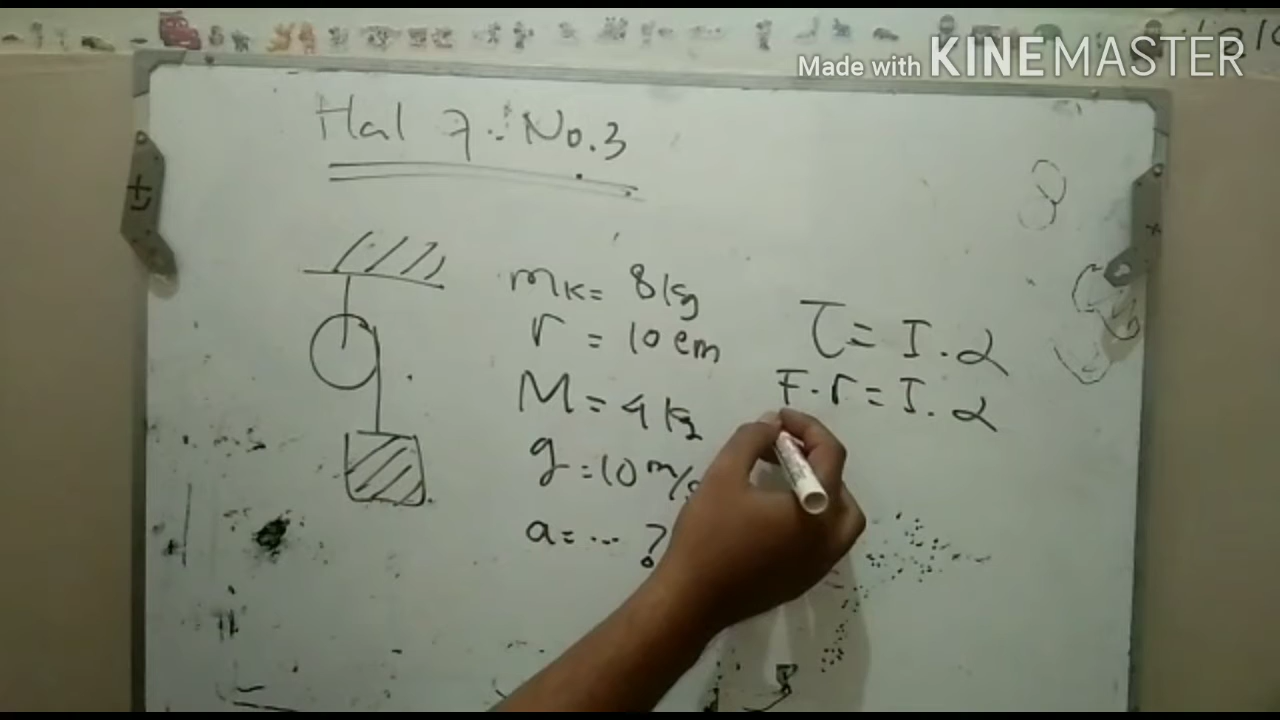 Made with KINEMASTER
Hal 7. No.3
mK= 8 kg
r = 10 cm
M = 4 kg
g = 10 m/s
a = ... ?
τ = I . α
F . r = I . α